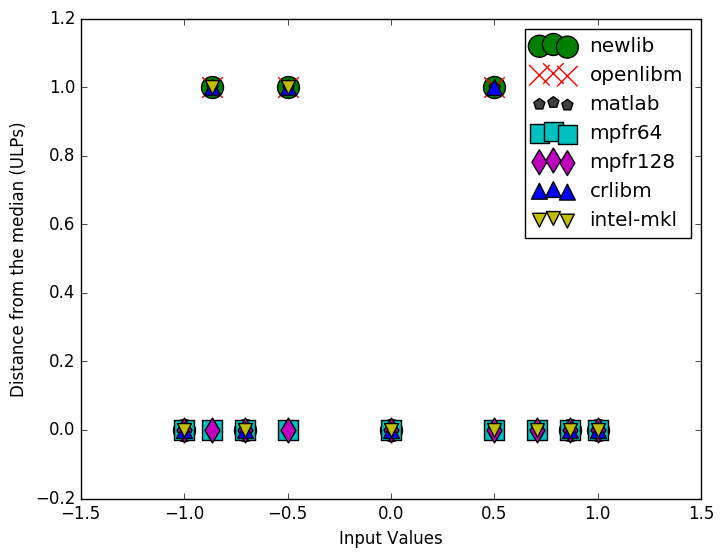 1.2
1.0
0.8
0.6
0.4
0.2
0.0
−0.2
Distance from the median (ULPs)
−1.5 −1.0 −0.5 0.0 0.5 1.0 1.5
Input Values
newlib
openlibm
matlab
mpfr64
mpfr128
crlibm
intel-mkl